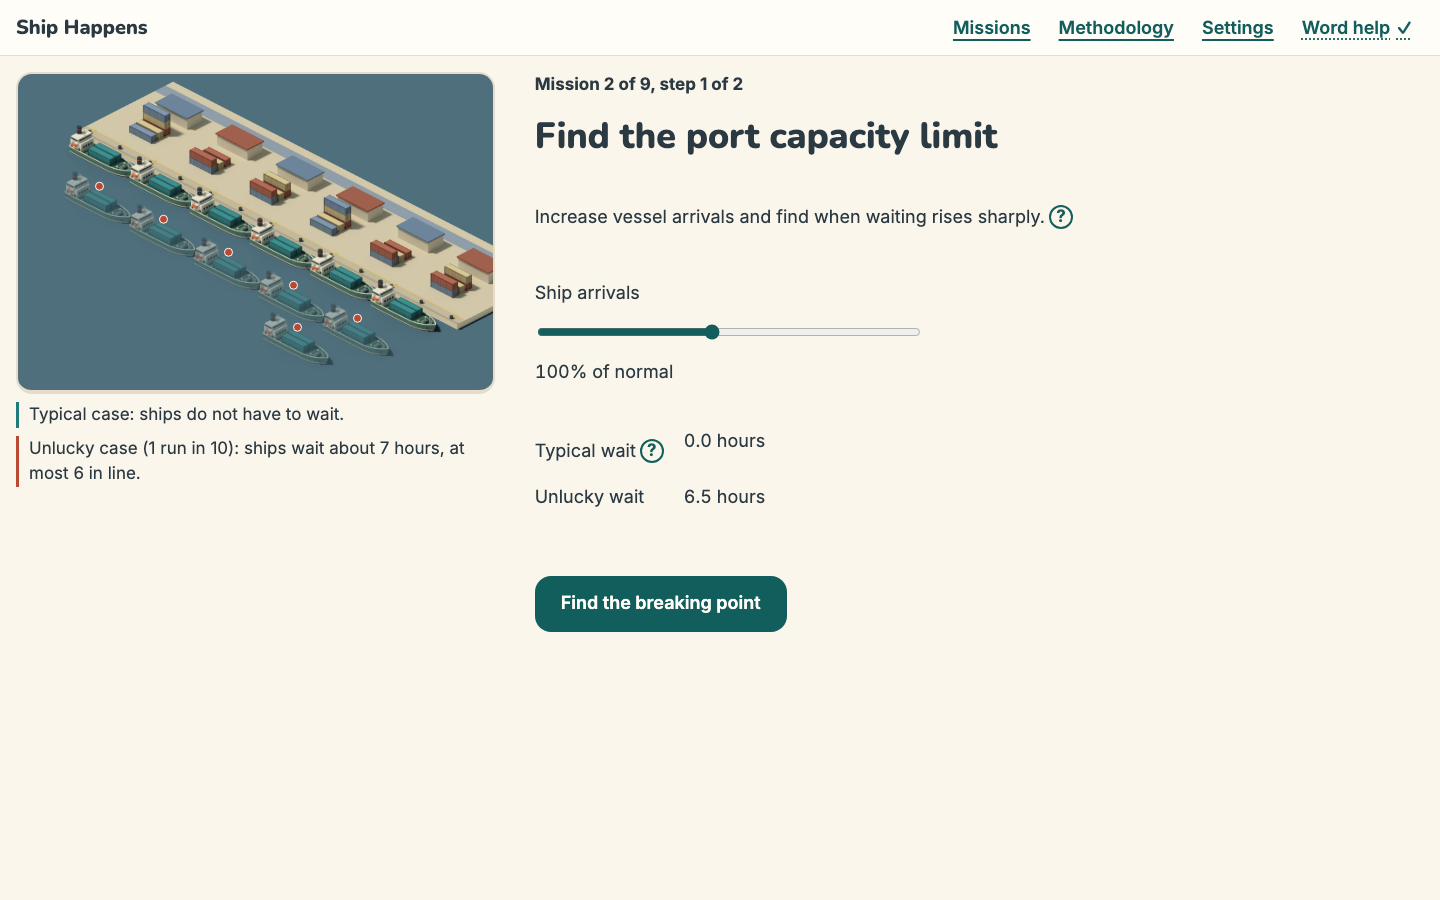 Ship Happens
Missions
Methodology
Settings
Word help ✓
Typical case: ships do not have to wait.
Unlucky case (1 run in 10): ships wait about 7 hours, at
most 6 in line.
Mission 2 of 9, step 1 of 2
Find the port capacity limit
Increase vessel arrivals and find when waiting rises sharply. ?
Ship arrivals
100% of normal
Typical wait ? 0.0 hours
Unlucky wait 6.5 hours
Find the breaking point